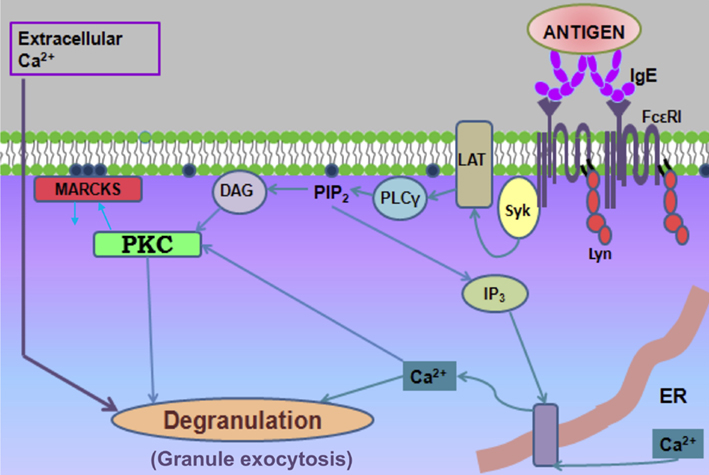 Extracellular
Ca²⁺
ANTIGEN
IgE
FcεRI
LAT
MARCKS
DAG
PIP₂
PLCγ
Syk
PKC
Lyn
IP₃
Ca²⁺
ER
Degranulation
Ca²⁺
(Granule exocytosis)